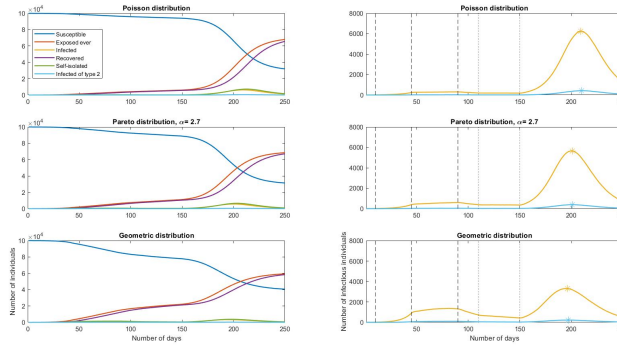 Poisson distribution
×10⁴
10
8
6
4
2
0
Susceptible
Exposed ever
Infected
Recovered
Self-isolated
Infected of type 2
0 50 100 150 200 250
Poisson distribution
8000
6000
4000
2000
0
50 100 150 200
Pareto distribution, α= 2.7
×10⁴
10
8
6
4
2
0
0 50 100 150 200 250
Pareto distribution, α= 2.7
8000
6000
4000
2000
0
50 100 150 200
Geometric distribution
×10⁴
10
8
6
4
2
0
0 50 100 150 200 250
Number of days
Number of individuals
Geometric distribution
8000
6000
4000
2000
0
50 100 150 200
Number of days
Number of infectious individuals